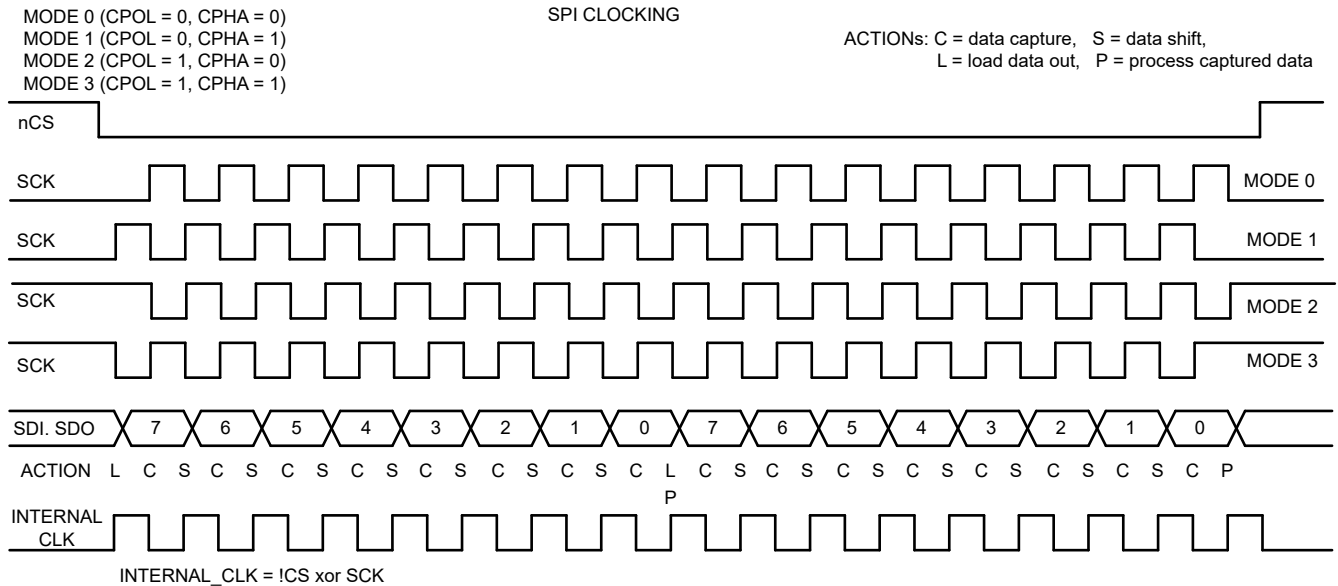 MODE 0 (CPOL = 0, CPHA = 0)
MODE 1 (CPOL = 0, CPHA = 1)
MODE 2 (CPOL = 1, CPHA = 0)
MODE 3 (CPOL = 1, CPHA = 1)
SPI CLOCKING
ACTIONs: C = data capture, S = data shift,
L = load data out, P = process captured data
nCS
SCK MODE 0
SCK MODE 1
SCK MODE 2
SCK MODE 3
SDI. SDO 7 6 5 4 3 2 1 0 7 6 5 4 3 2 1 0
ACTION L C S C S C S C S C S C S C S C L C S C S C S C S C S C S C S C P
P
INTERNAL
CLK
INTERNAL_CLK = !CS xor SCK